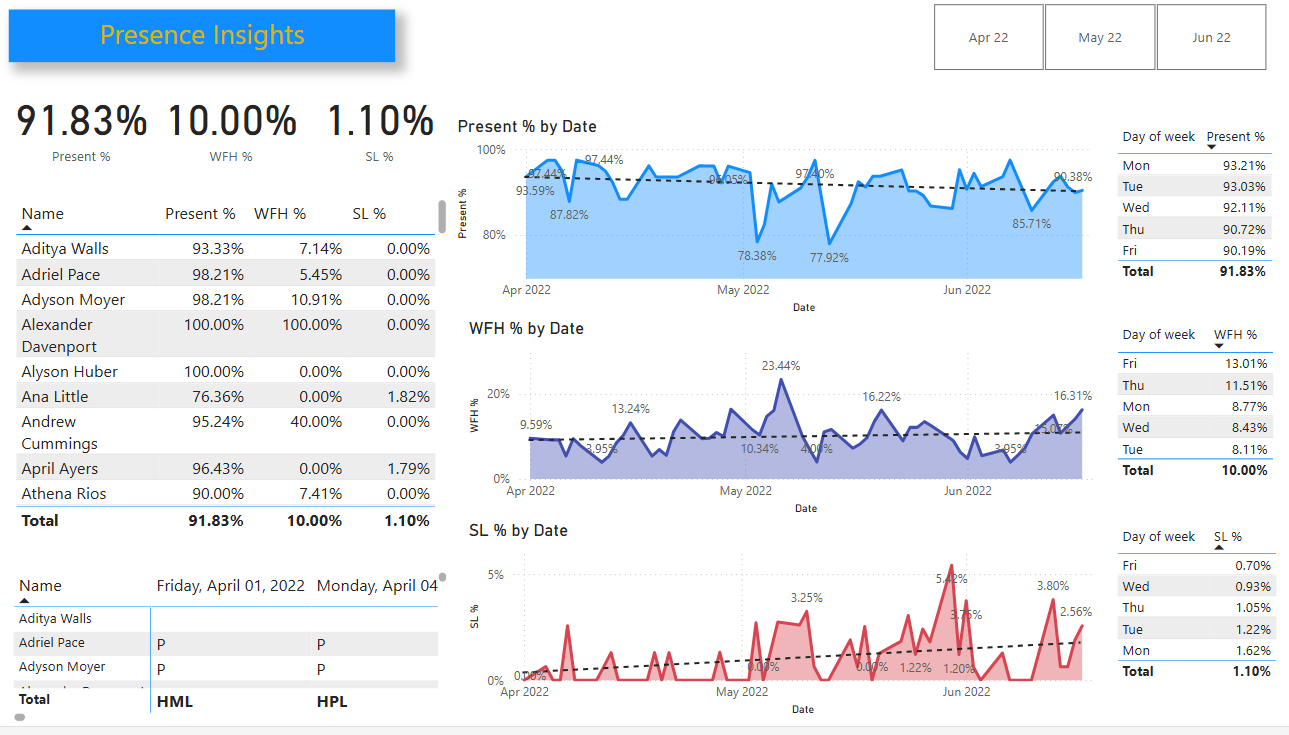 Presence Insights
Apr 22 May 22 Jun 22
91.83% 10.00% 1.10%
Present % WFH % SL %
Name Present % WFH % SL %
Aditya Walls 93.33% 7.14% 0.00%
Adriel Pace 98.21% 5.45% 0.00%
Adyson Moyer 98.21% 10.91% 0.00%
Alexander 100.00% 100.00% 0.00%
Davenport
Alyson Huber 100.00% 0.00% 0.00%
Ana Little 76.36% 0.00% 1.82%
Andrew 95.24% 40.00% 0.00%
Cummings
April Ayers 96.43% 0.00% 1.79%
Athena Rios 90.00% 7.41% 0.00%
Total 91.83% 10.00% 1.10%
Name Friday, April 01, 2022 Monday, April 04
Aditya Walls
Adriel Pace P P
Adyson Moyer P P
Total HML HPL
Present % by Date
Present %
100%
80%
97.44%
97.44%
93.59%
87.82%
96.05%
78.38%
97.40%
77.92%
85.71%
90.38%
Apr 2022 May 2022 Jun 2022
Date
WFH % by Date
WFH %
20%
0%
9.59%
3.95%
13.24%
10.34%
23.44%
4.00%
16.22%
3.95%
15.07%
16.31%
Apr 2022 May 2022 Jun 2022
Date
SL % by Date
SL %
5%
0%
0.00%
3.25%
0.00%
1.22%
5.42%
1.20%
3.75%
3.80%
2.56%
Apr 2022 May 2022 Jun 2022
Date
Day of week Present %
Mon 93.21%
Tue 93.03%
Wed 92.11%
Thu 90.72%
Fri 90.19%
Total 91.83%
Day of week WFH %
Fri 13.01%
Thu 11.51%
Mon 8.77%
Wed 8.43%
Tue 8.11%
Total 10.00%
Day of week SL %
Fri 0.70%
Wed 0.93%
Thu 1.05%
Tue 1.22%
Mon 1.62%
Total 1.10%